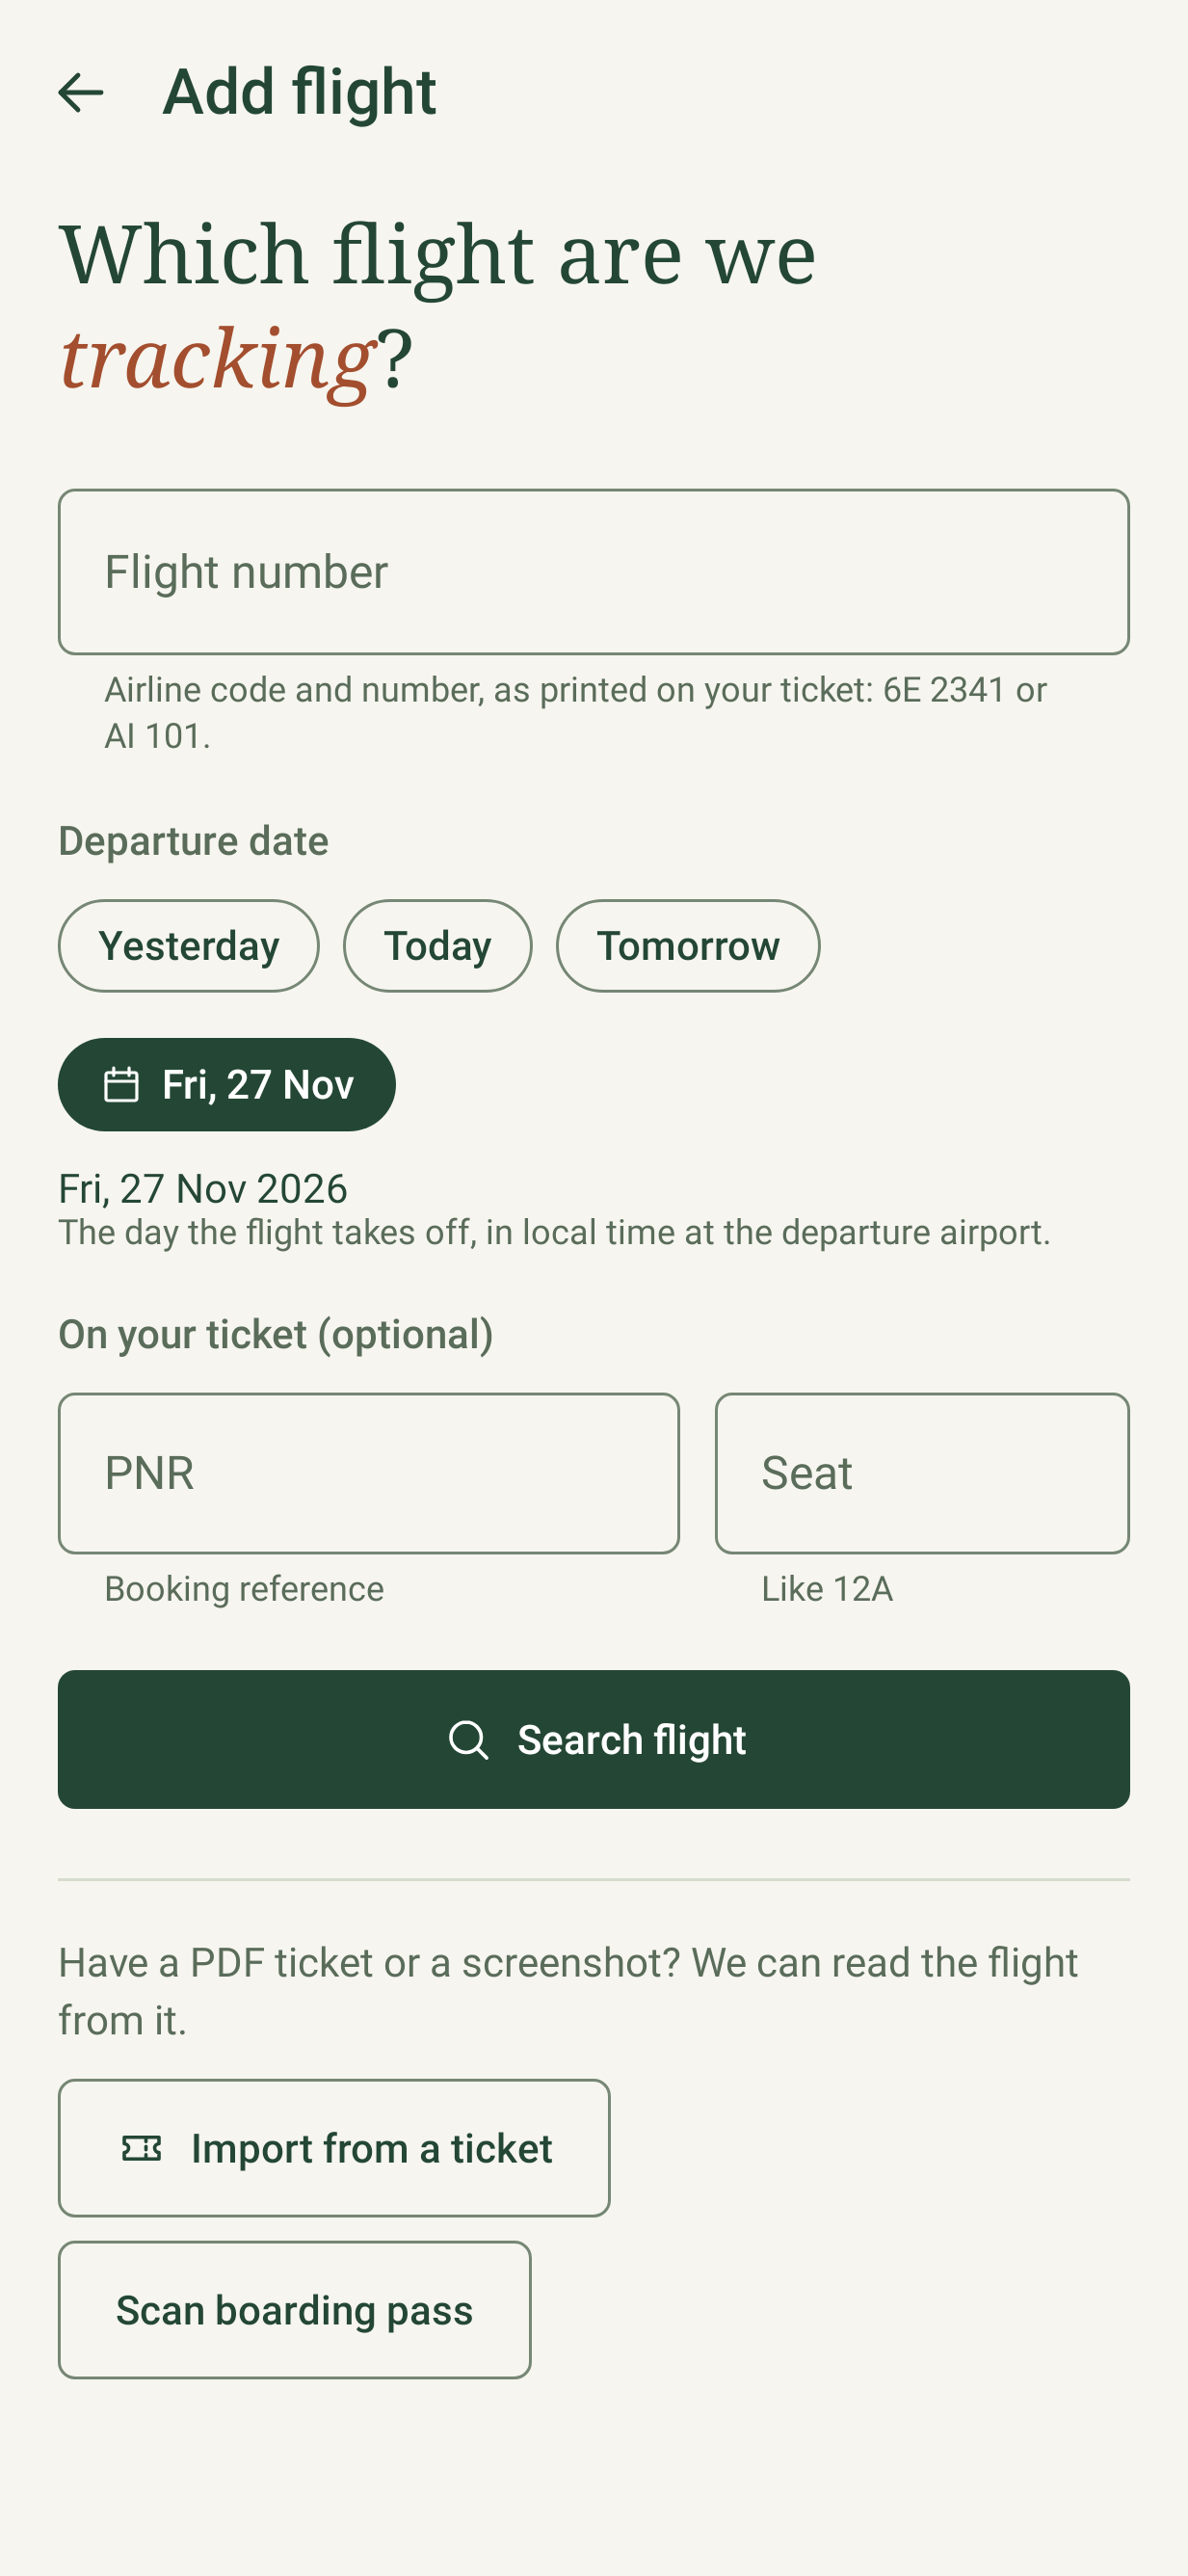 Add flight
Which flight are we
tracking?
Flight number
Airline code and number, as printed on your ticket: 6E 2341 or
AI 101.
Departure date
Yesterday Today Tomorrow
Fri, 27 Nov
Fri, 27 Nov 2026
The day the flight takes off, in local time at the departure airport.
On your ticket (optional)
PNR Seat
Booking reference Like 12A
Search flight
Have a PDF ticket or a screenshot? We can read the flight
from it.
Import from a ticket
Scan boarding pass